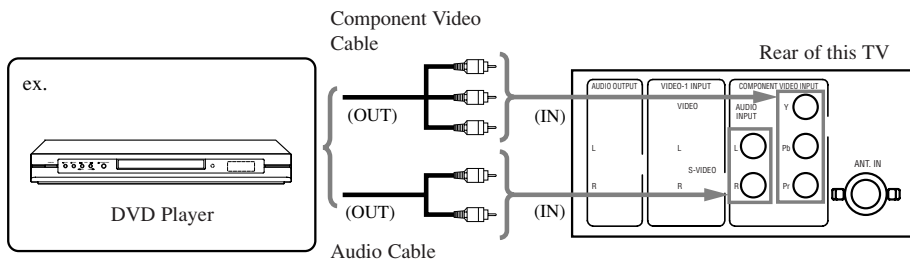 Component Video
Cable
Rear of this TV
ex.
AUDIO OUTPUT
VIDEO-1 INPUT
COMPONENT VIDEO INPUT
(OUT)
(IN)
VIDEO
AUDIO
INPUT
Y
L
L
L
Pb
S-VIDEO
ANT. IN
R
R
R
Pr
DVD Player
(OUT)
(IN)
Audio Cable